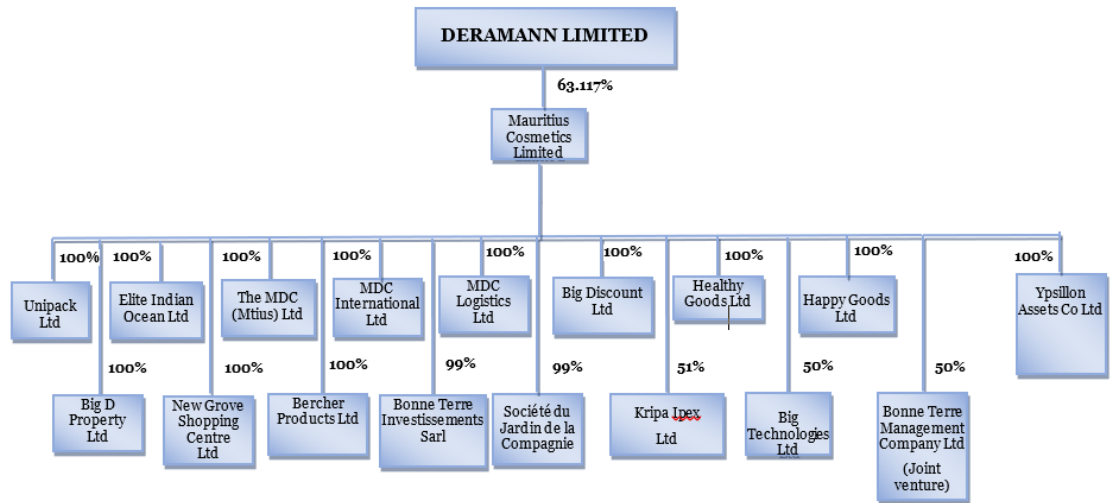 DERAMANN LIMITED
63.117%
Mauritius
Cosmetics
Limited
100%
100%
100%
100%
100%
100%
100%
100%
100%
Unipack
Ltd
Elite Indian
Ocean Ltd
The MDC
(Mtius) Ltd
MDC
International
Ltd
MDC
Logistics
Ltd
Big Discount
Ltd
Healthy
Goods Ltd
Happy Goods
Ltd
Ypsillon
Assets Co Ltd
100%
100%
100%
99%
99%
51%
50%
50%
Big D
Property
Ltd
New Grove
Shopping
Centre
Ltd
Bercher
Products Ltd
Bonne Terre
Investissements
Sarl
Société du
Jardin de la
Compagnie
Kripa Ipex
Ltd
Big
Technologies
Ltd
Bonne Terre
Management
Company Ltd
(Joint
venture)